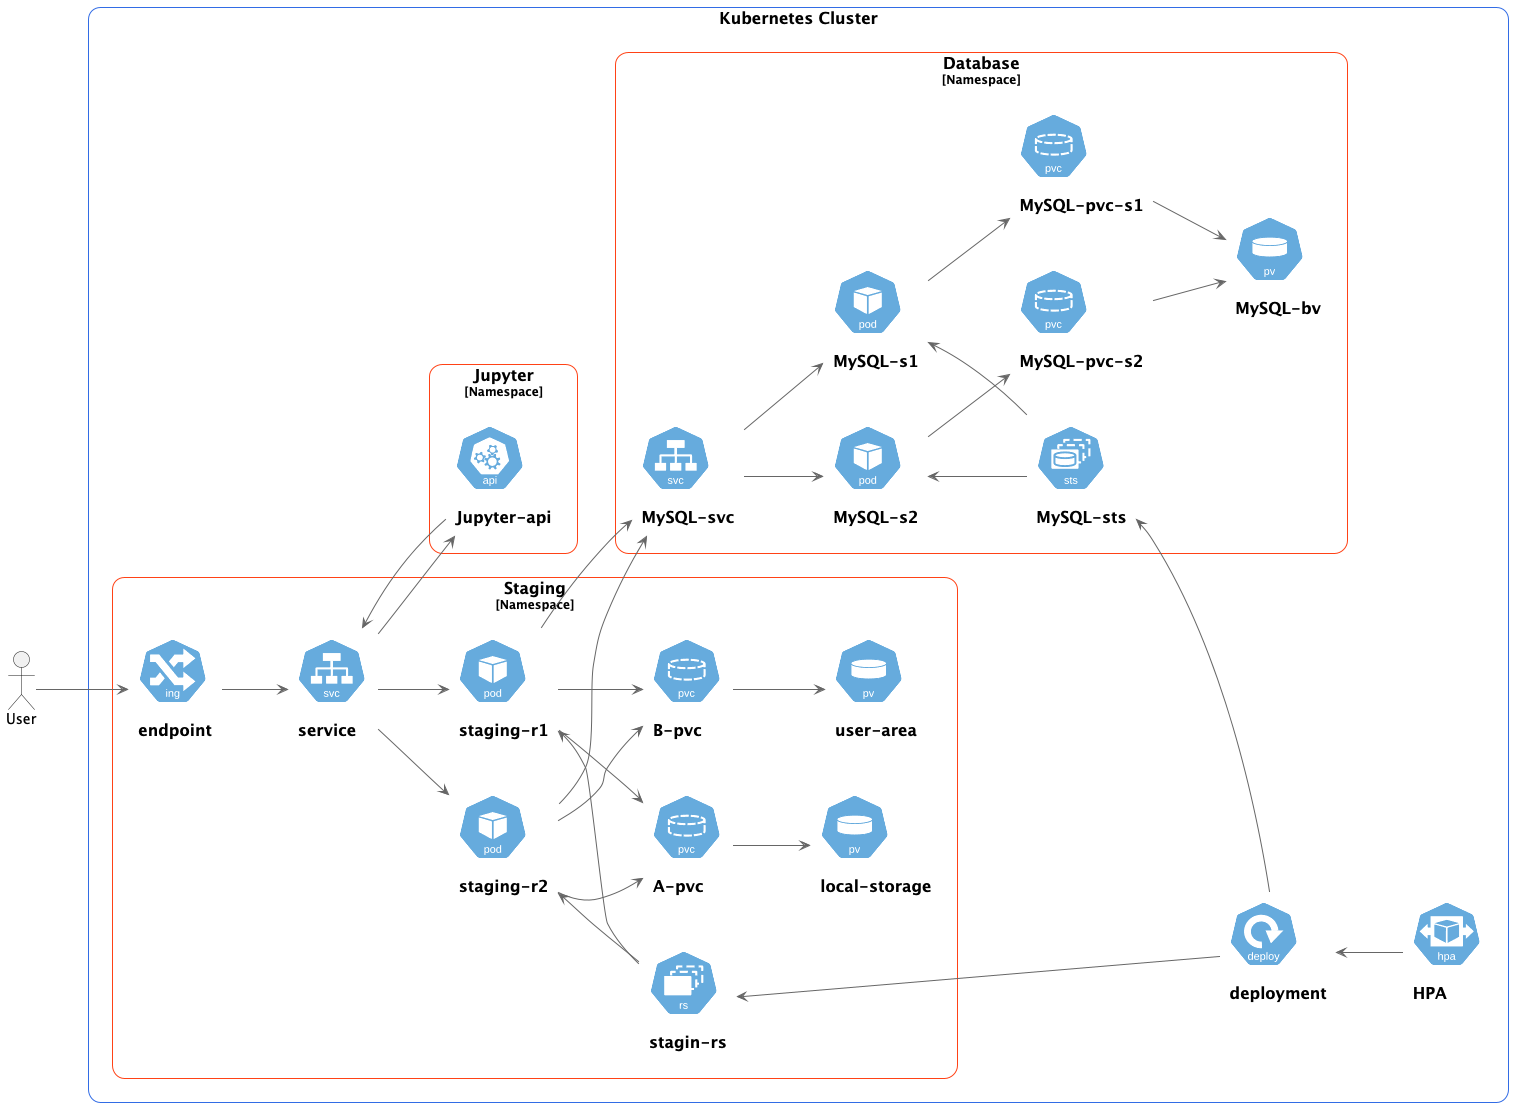 Kubernetes Cluster
Database
[Namespace]
pvc
MySQL-pvc-s1
pv
MySQL-bv
pod
MySQL-s1
pvc
MySQL-pvc-s2
Jupyter
[Namespace]
api
Jupyter-api
svc
MySQL-svc
pod
MySQL-s2
sts
MySQL-sts
Staging
[Namespace]
User
ing
endpoint
svc
service
pod
staging-r1
pvc
B-pvc
pv
user-area
pod
staging-r2
pvc
A-pvc
pv
local-storage
rs
stagin-rs
deploy
deployment
hpa
HPA